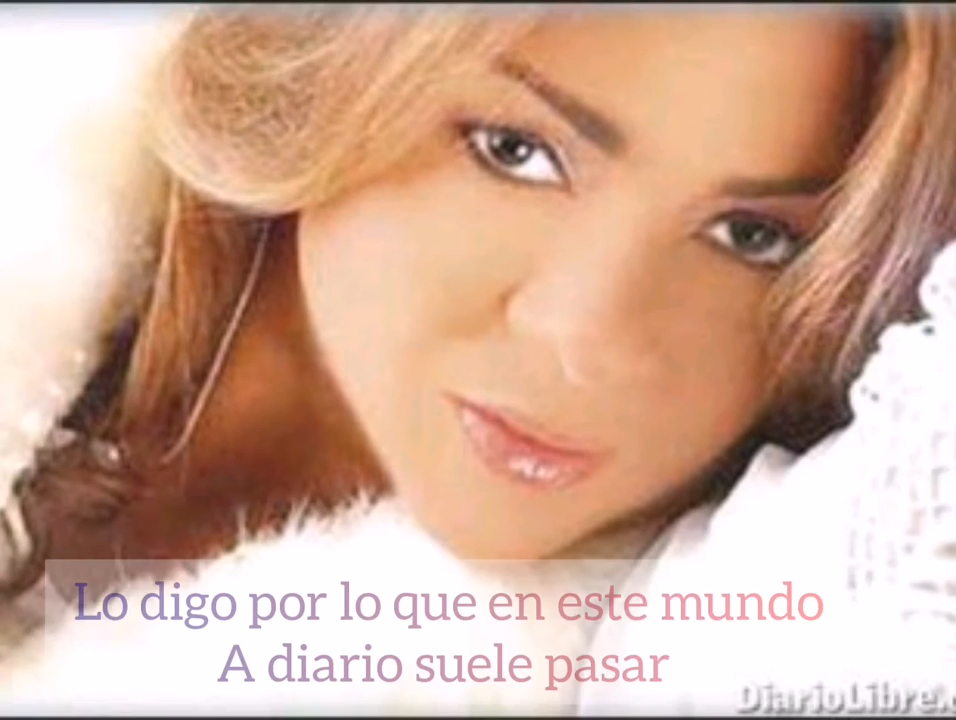 Lo digo por lo que en este mundo
A diario suele pasar
DiarioLibre.